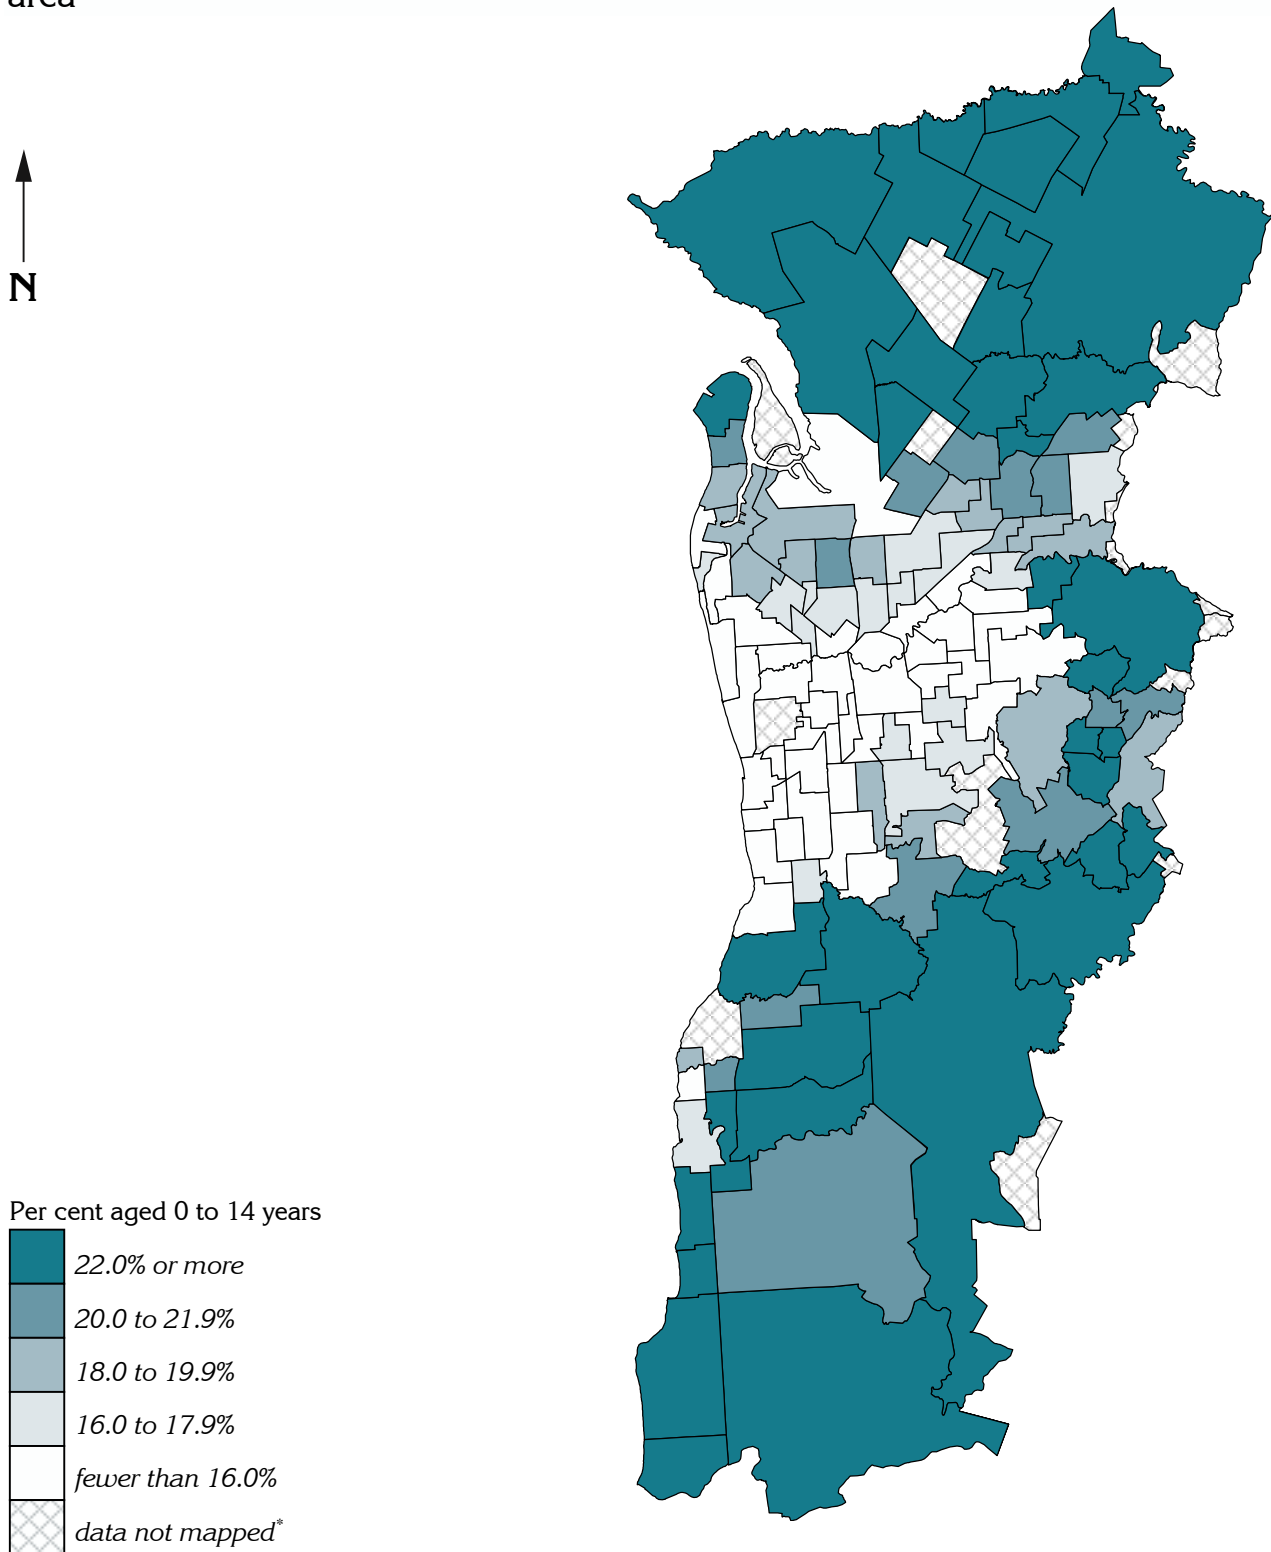 area
N
Per cent aged 0 to 14 years
22.0% or more
20.0 to 21.9%
18.0 to 19.9%
16.0 to 17.9%
fewer than 16.0%
data not mapped*